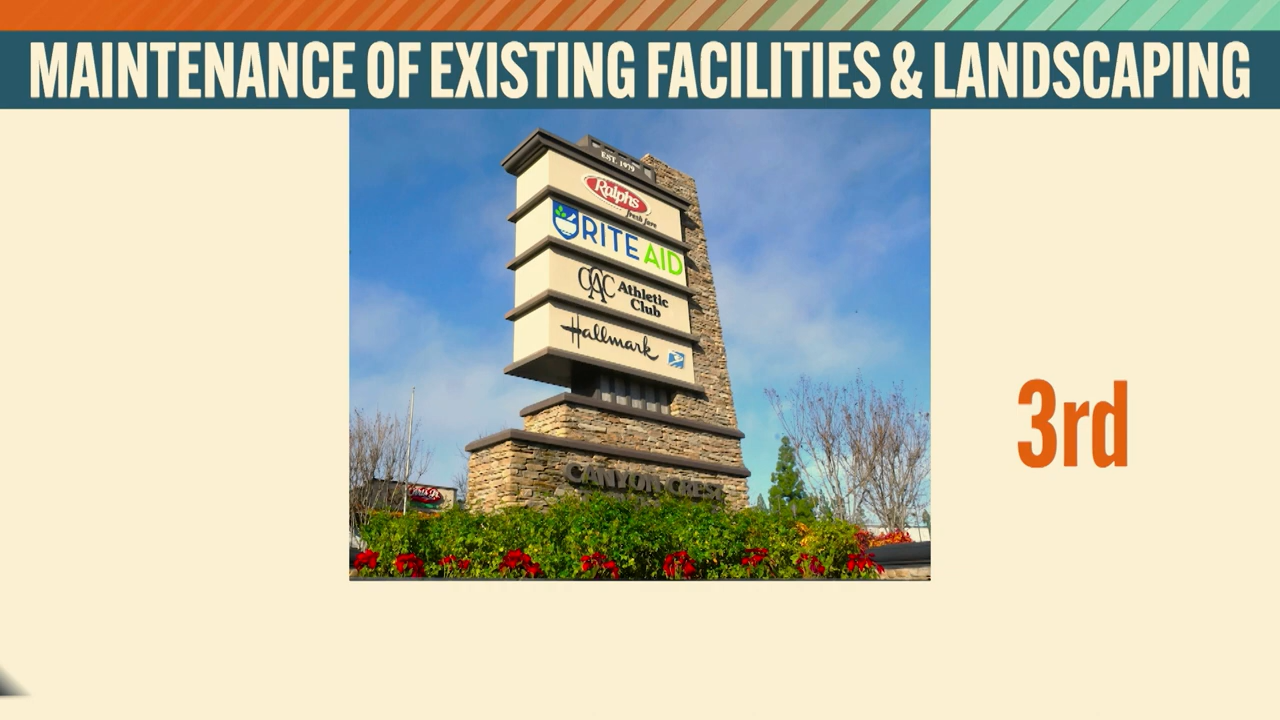 MAINTENANCE OF EXISTING FACILITIES & LANDSCAPING
EST. 1979
Ralphs
fresh fare
RITE AID
CAC Athletic
Club
Hallmark
CANYON CREST
3rd